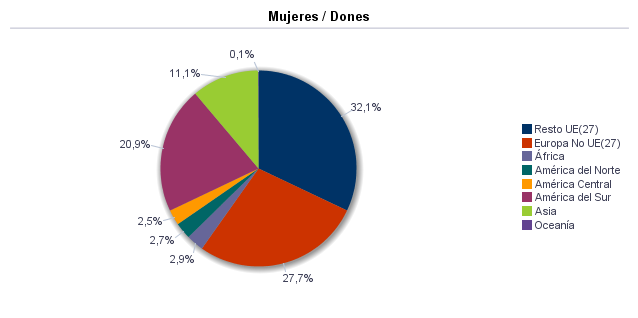 Mujeres / Dones
0,1%
11,1%
32,1%
20,9%
2,5%
2,7%
2,9%
27,7%
Resto UE(27)
Europa No UE(27)
África
América del Norte
América Central
América del Sur
Asia
Oceanía